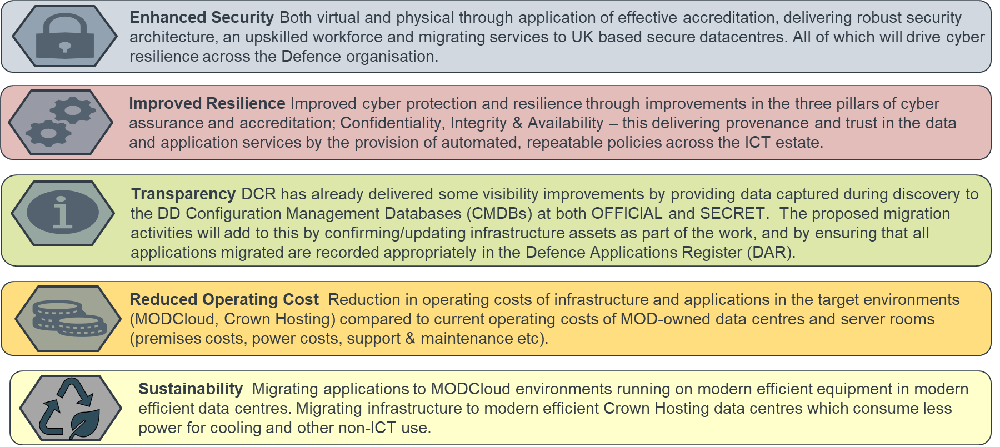 Enhanced Security Both virtual and physical through application of effective accreditation, delivering robust security
architecture, an upskilled workforce and migrating services to UK based secure datacentres. All of which will drive cyber
resilience across the Defence organisation.
Improved Resilience Improved cyber protection and resilience through improvements in the three pillars of cyber
assurance and accreditation; Confidentiality, Integrity & Availability – this delivering provenance and trust in the data
and application services by the provision of automated, repeatable policies across the ICT estate.
i
Transparency DCR has already delivered some visibility improvements by providing data captured during discovery to
the DD Configuration Management Databases (CMDBs) at both OFFICIAL and SECRET. The proposed migration
activities will add to this by confirming/updating infrastructure assets as part of the work, and by ensuring that all
applications migrated are recorded appropriately in the Defence Applications Register (DAR).
Reduced Operating Cost Reduction in operating costs of infrastructure and applications in the target environments
(MODCloud, Crown Hosting) compared to current operating costs of MOD-owned data centres and server rooms
(premises costs, power costs, support & maintenance etc).
Sustainability Migrating applications to MODCloud environments running on modern efficient equipment in modern
efficient data centres. Migrating infrastructure to modern efficient Crown Hosting data centres which consume less
power for cooling and other non-ICT use.